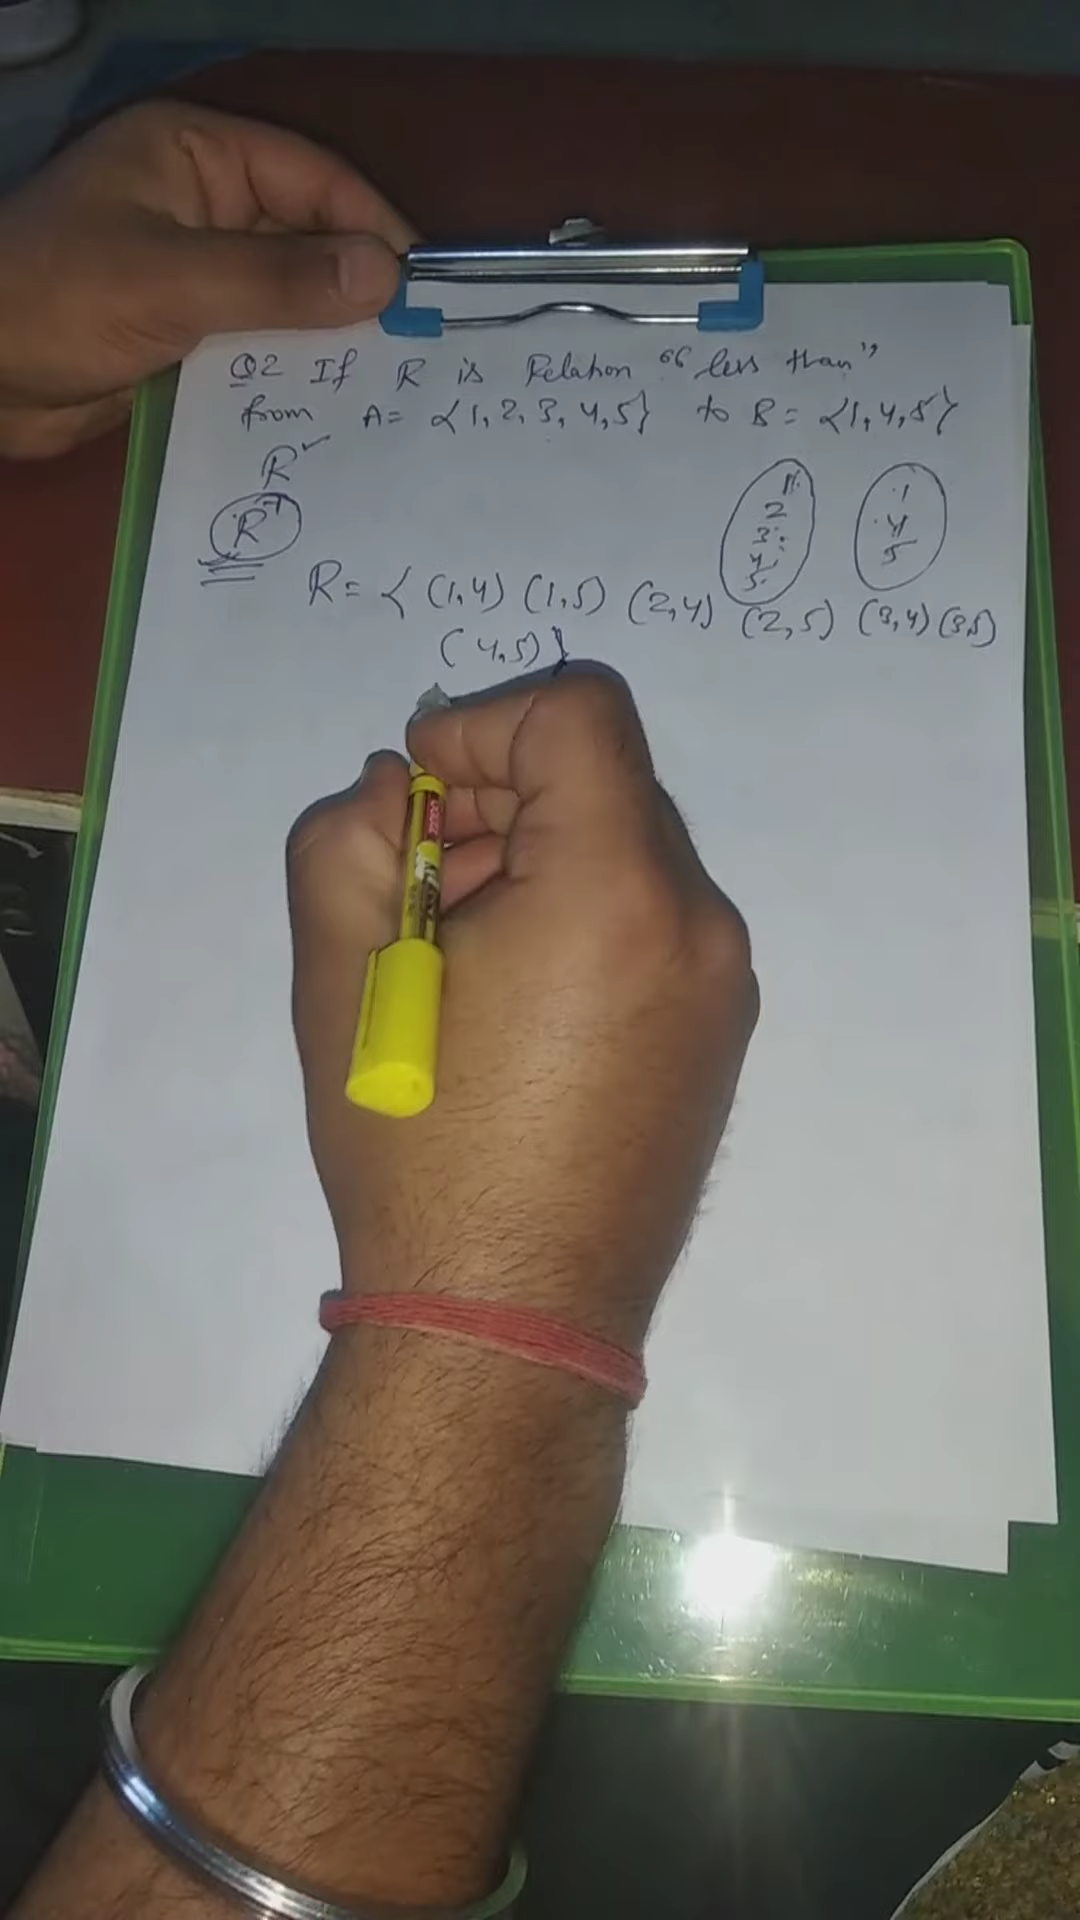 Q2 If R is Relation “less than”
from A = {1, 2, 3, 4, 5} to B = {1, 4, 5}
R
R⁻¹
1 2 3 4 5
1 4 5
R = { (1,4) (1,5) (2,4) (2,5) (3,4) (3,5)
(4,5) }